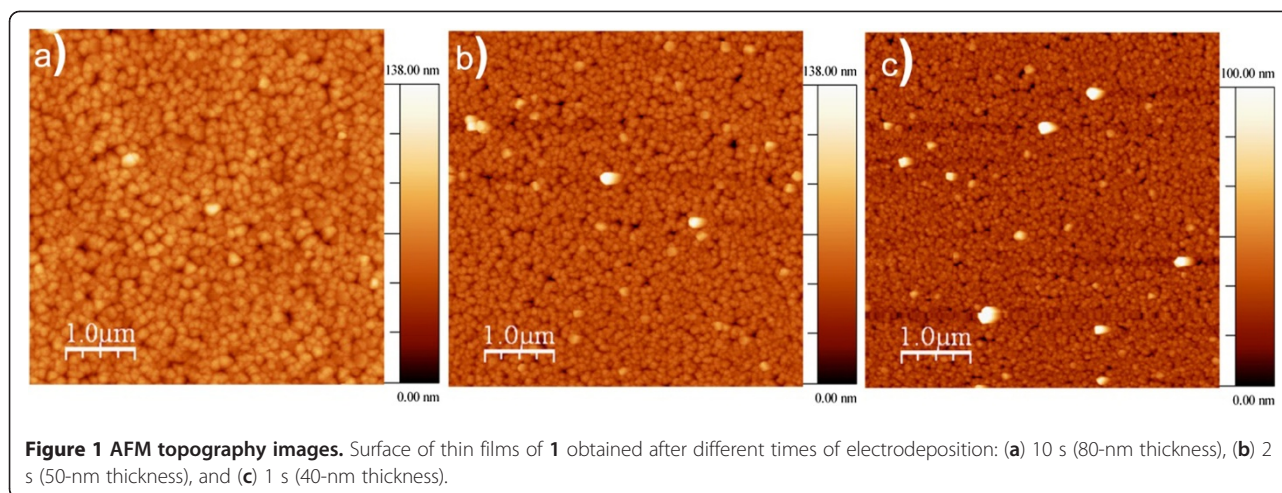 a)
138.00 nm
1.0μm
0.00 nm
b)
138.00 nm
1.0μm
0.00 nm
c)
100.00 nm
1.0μm
0.00 nm
Figure 1 AFM topography images. Surface of thin films of 1 obtained after different times of electrodeposition: (a) 10 s (80-nm thickness), (b) 2
s (50-nm thickness), and (c) 1 s (40-nm thickness).